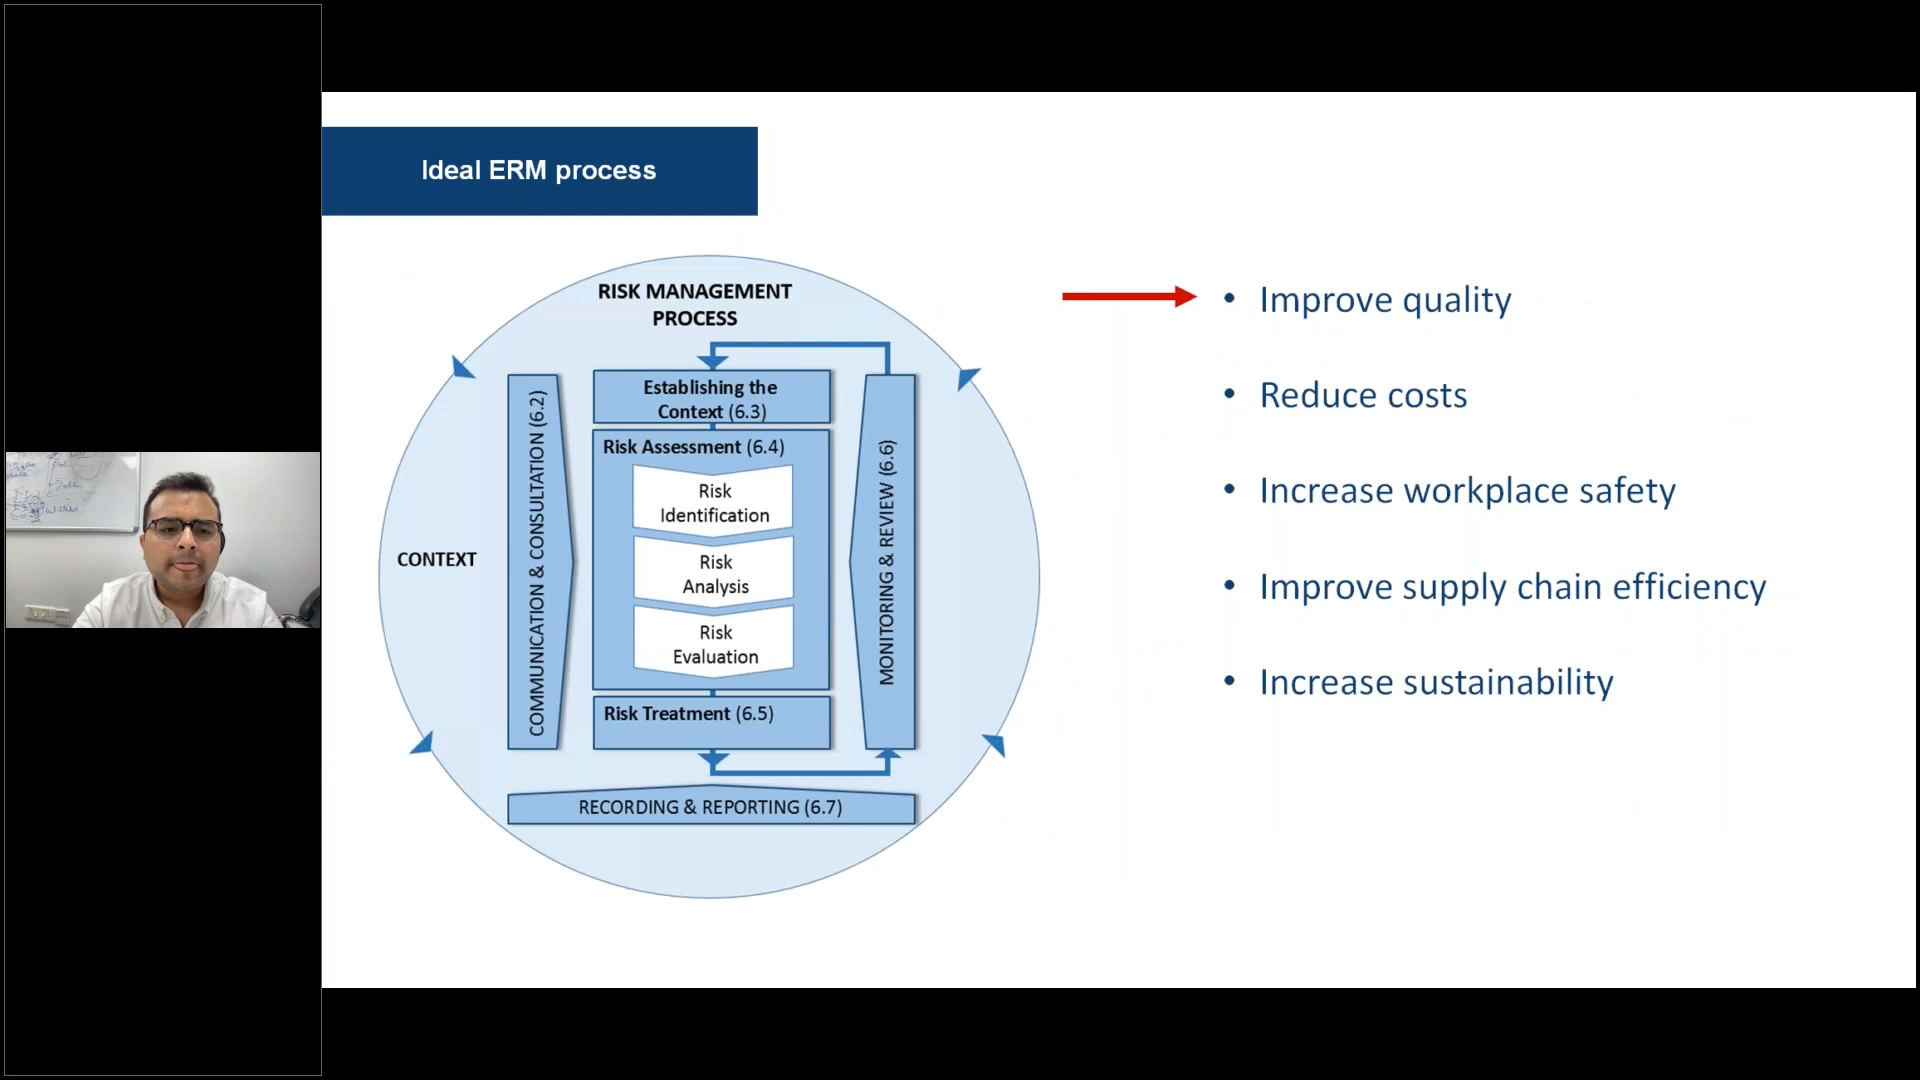 Ideal ERM process
RISK MANAGEMENT
PROCESS
Establishing the
Context (6.3)
Risk Assessment (6.4)
Risk
Identification
Risk
Analysis
Risk
Evaluation
Risk Treatment (6.5)
CONTEXT
COMMUNICATION & CONSULTATION (6.2)
MONITORING & REVIEW (6.6)
RECORDING & REPORTING (6.7)
• Improve quality
• Reduce costs
• Increase workplace safety
• Improve supply chain efficiency
• Increase sustainability